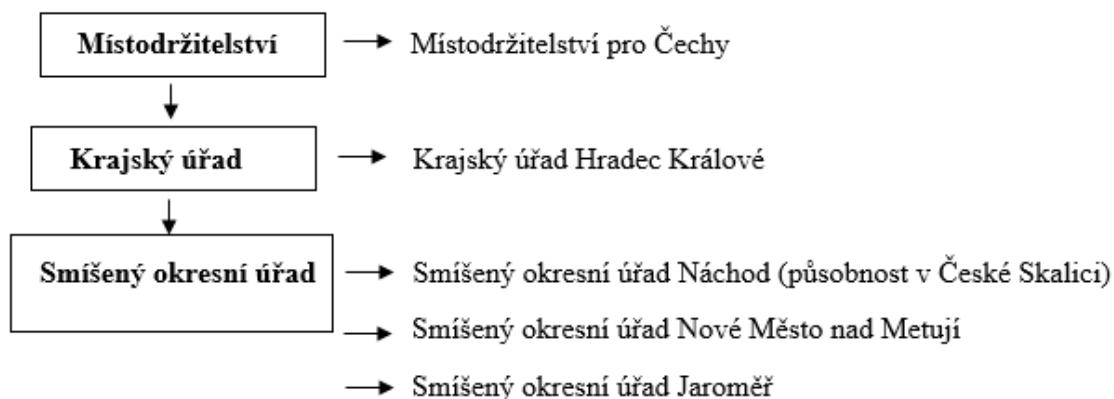 Místodržitelství
Místodržitelství pro Čechy
Krajský úřad
Krajský úřad Hradec Králové
Smíšený okresní úřad
Smíšený okresní úřad Náchod (působnost v České Skalici)
Smíšený okresní úřad Nové Město nad Metují
Smíšený okresní úřad Jaroměř